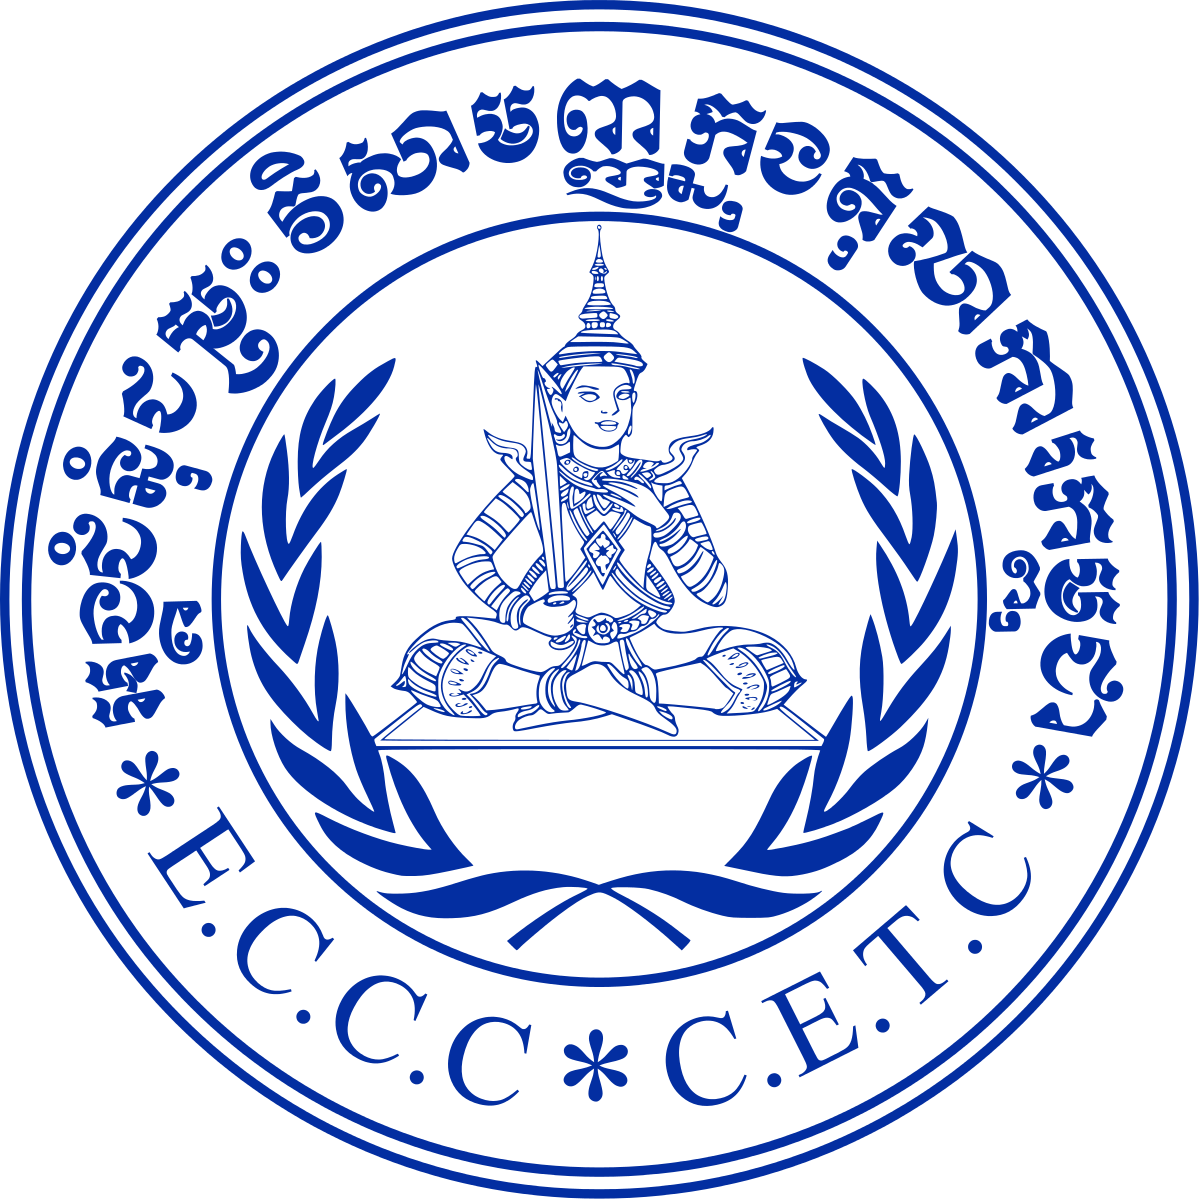 អង្គជំនុំជម្រះវិសាមញ្ញក្នុងតុលាការកម្ពុជា
* E.C.C.C * C.E.T.C *